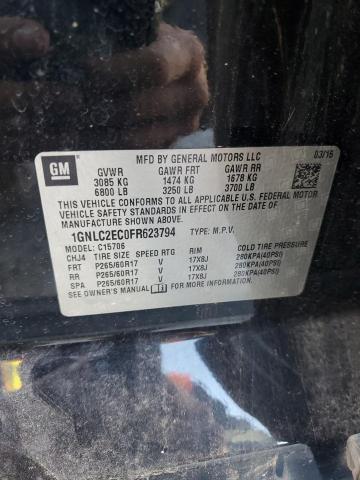 GM
MFD BY GENERAL MOTORS LLC 03/15
GVWR GAWR FRT GAWR RR
3085 KG 1474 KG 1678 KG
6800 LB 3250 LB 3700 LB
THIS VEHICLE CONFORMS TO ALL APPLICABLE U.S. FEDERAL MOTOR
VEHICLE SAFETY AND THEFT PREVENTION STANDARDS IN EFFECT ON THE DATE OF
MANUFACTURE SHOWN ABOVE.
1GNLC2EC0FR623794 TYPE: M.P.V.
MODEL: C15706
CHJ4 TIRE SIZE SPEED RTG RIM COLD TIRE PRESSURE
FRT P265/60R17 V 17X8J 280KPA(40PSI)
RR P265/60R17 V 17X8J 280KPA(40PSI)
SPA P265/60R17 V 17X8J 280KPA(40PSI)
SEE OWNER'S MANUAL FOR MORE INFORMATION.